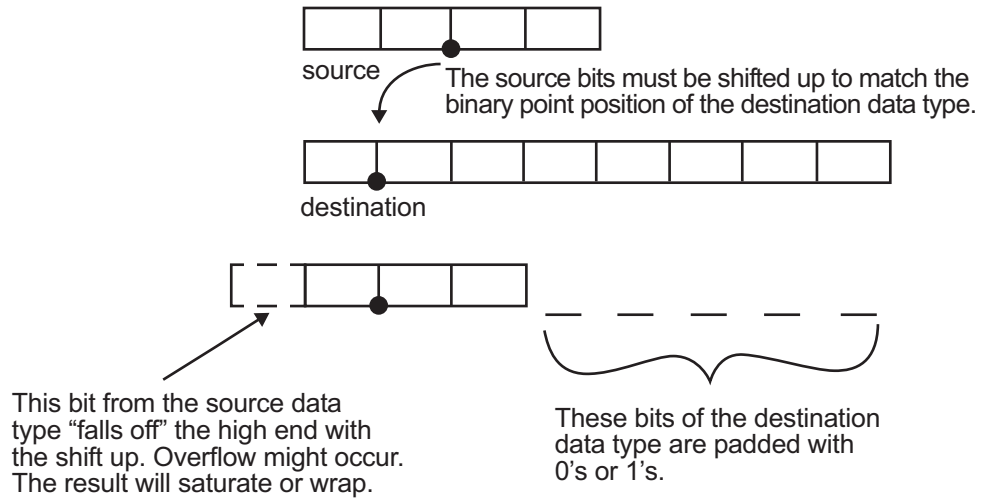 source
The source bits must be shifted up to match the
binary point position of the destination data type.
destination
This bit from the source data
type “falls off” the high end with
the shift up. Overflow might occur.
The result will saturate or wrap.
These bits of the destination
data type are padded with
0's or 1's.